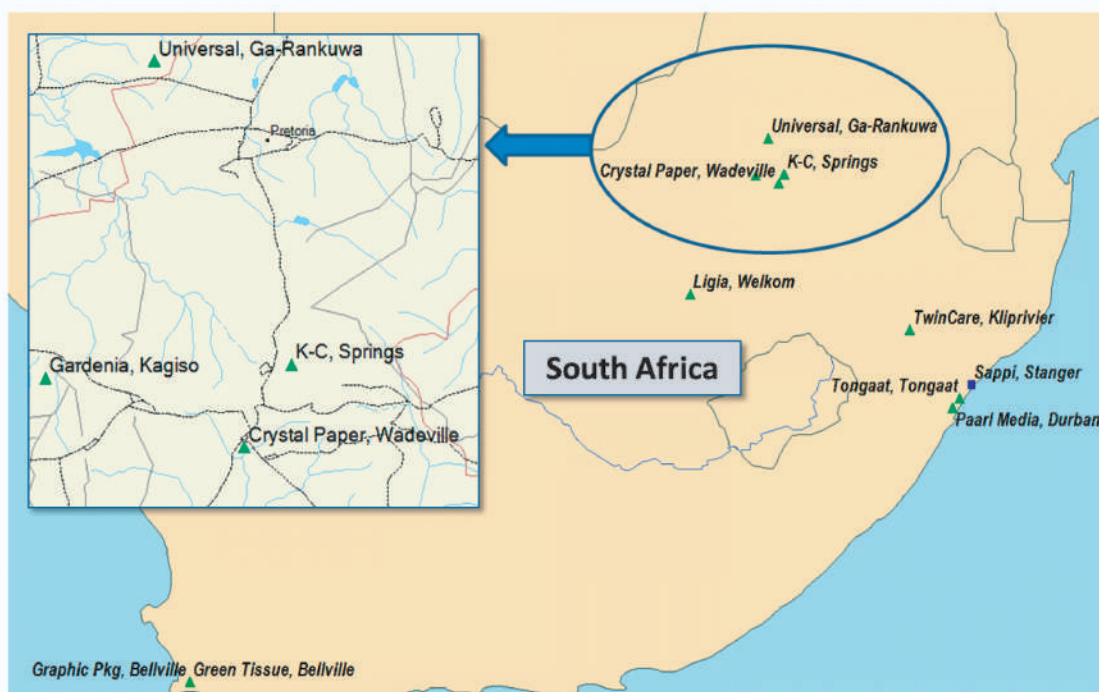 Universal, Ga-Rankuwa
Pretoria
Gardenia, Kagiso
K-C, Springs
Crystal Paper, Wadeville
Universal, Ga-Rankuwa
Crystal Paper, Wadeville
K-C, Springs
Ligia, Welkom
TwinCare, Kliprivier
South Africa
Sappi, Stanger
Tongaat, Tongaat
Paarl Media, Durban
Graphic Pkg, Bellville Green Tissue, Bellville